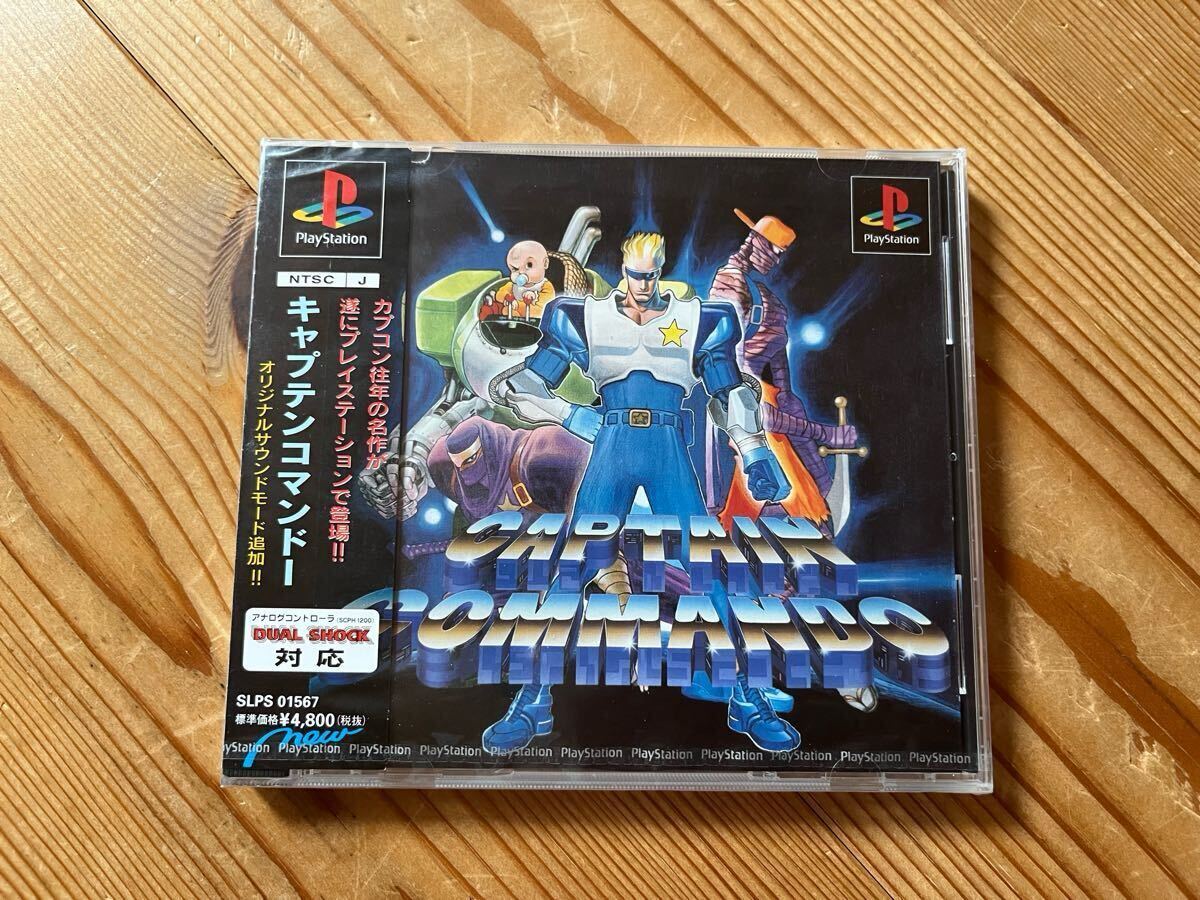 PlayStation
NTSC J
カプコン往年の名作が
遂にプレイステーションで登場!!
キャプテンコマンドー
オリジナルサウンドモード追加!!
アナログコントローラ(SCPH 1200)
DUAL SHOCK
対応
SLPS 01567
標準価格¥4,800(税抜)
new
PlayStation
CAPTAIN
COMMANDO
yStation PlayStation PlayStation PlayStation PlayStation PlayStation PlayStation PlayStation PlayStation PlayStation PlayStation